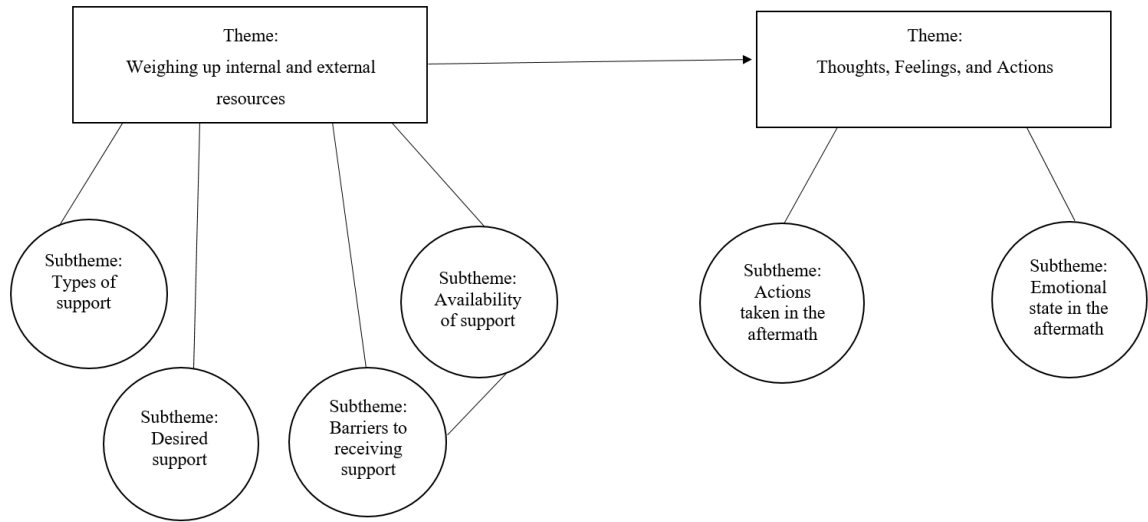 Theme:
Weighing up internal and external
resources
Theme:
Thoughts, Feelings, and Actions
Subtheme:
Types of
support
Subtheme:
Desired
support
Subtheme:
Barriers to
receiving
support
Subtheme:
Availability
of support
Subtheme:
Actions
taken in the
aftermath
Subtheme:
Emotional
state in the
aftermath